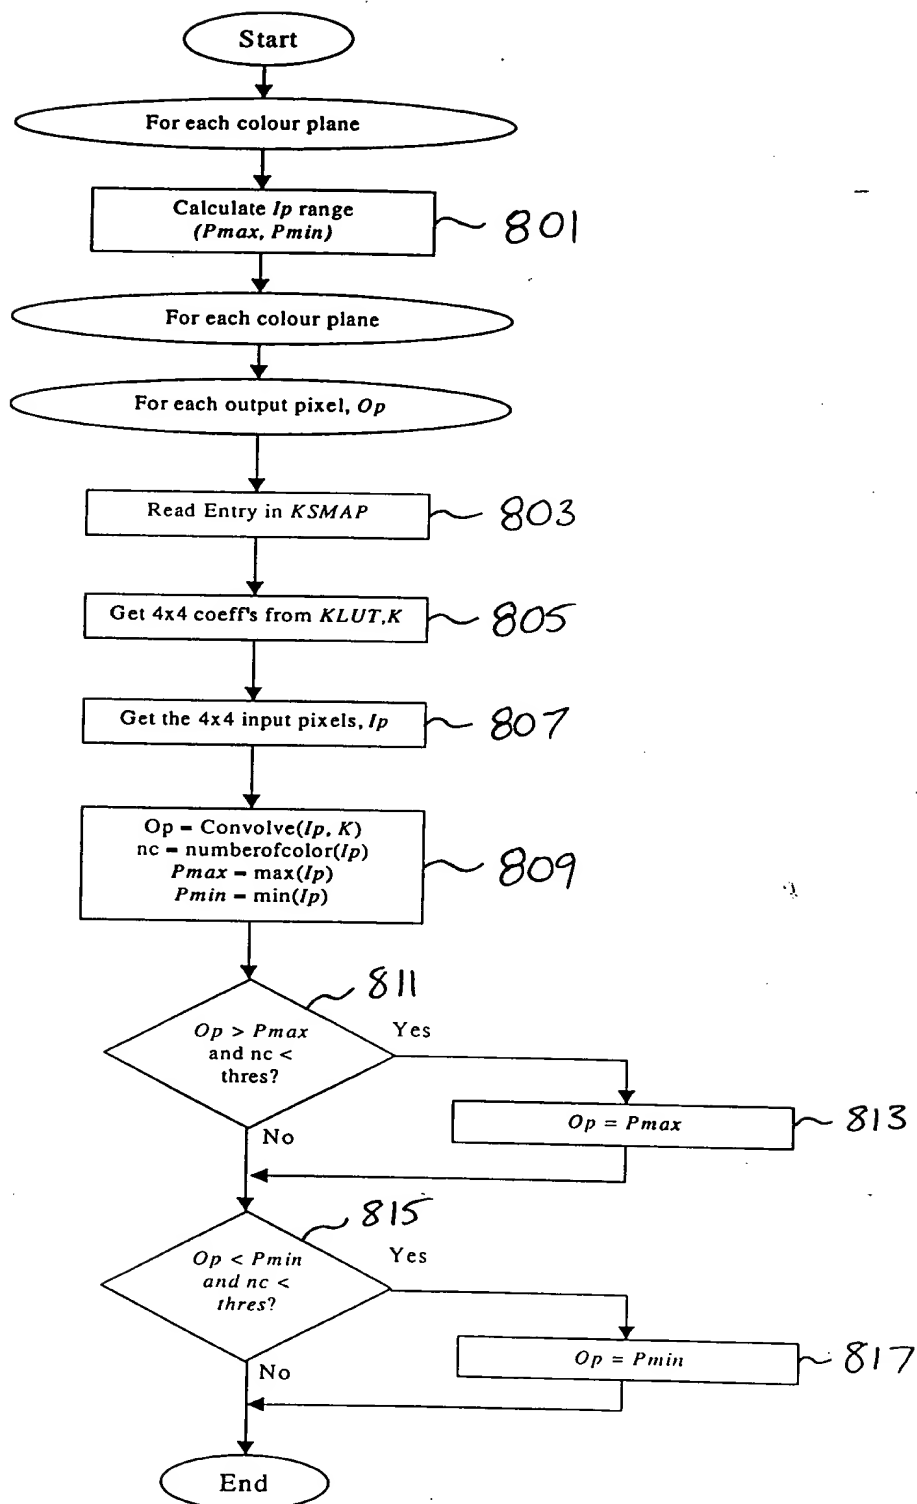 Start
For each colour plane
Calculate Ip range
(Pmax, Pmin)
801
For each colour plane
For each output pixel, Op
Read Entry in KSMAP
803
Get 4x4 coeff's from KLUT,K
805
Get the 4x4 input pixels, Ip
807
Op = Convolve(Ip, K)
nc = numberofcolor(Ip)
Pmax = max(Ip)
Pmin = min(Ip)
809
811
Op > Pmax
and nc <
thres?
Yes
Op = Pmax
813
No
815
Op < Pmin
and nc <
thres?
Yes
Op = Pmin
817
No
End